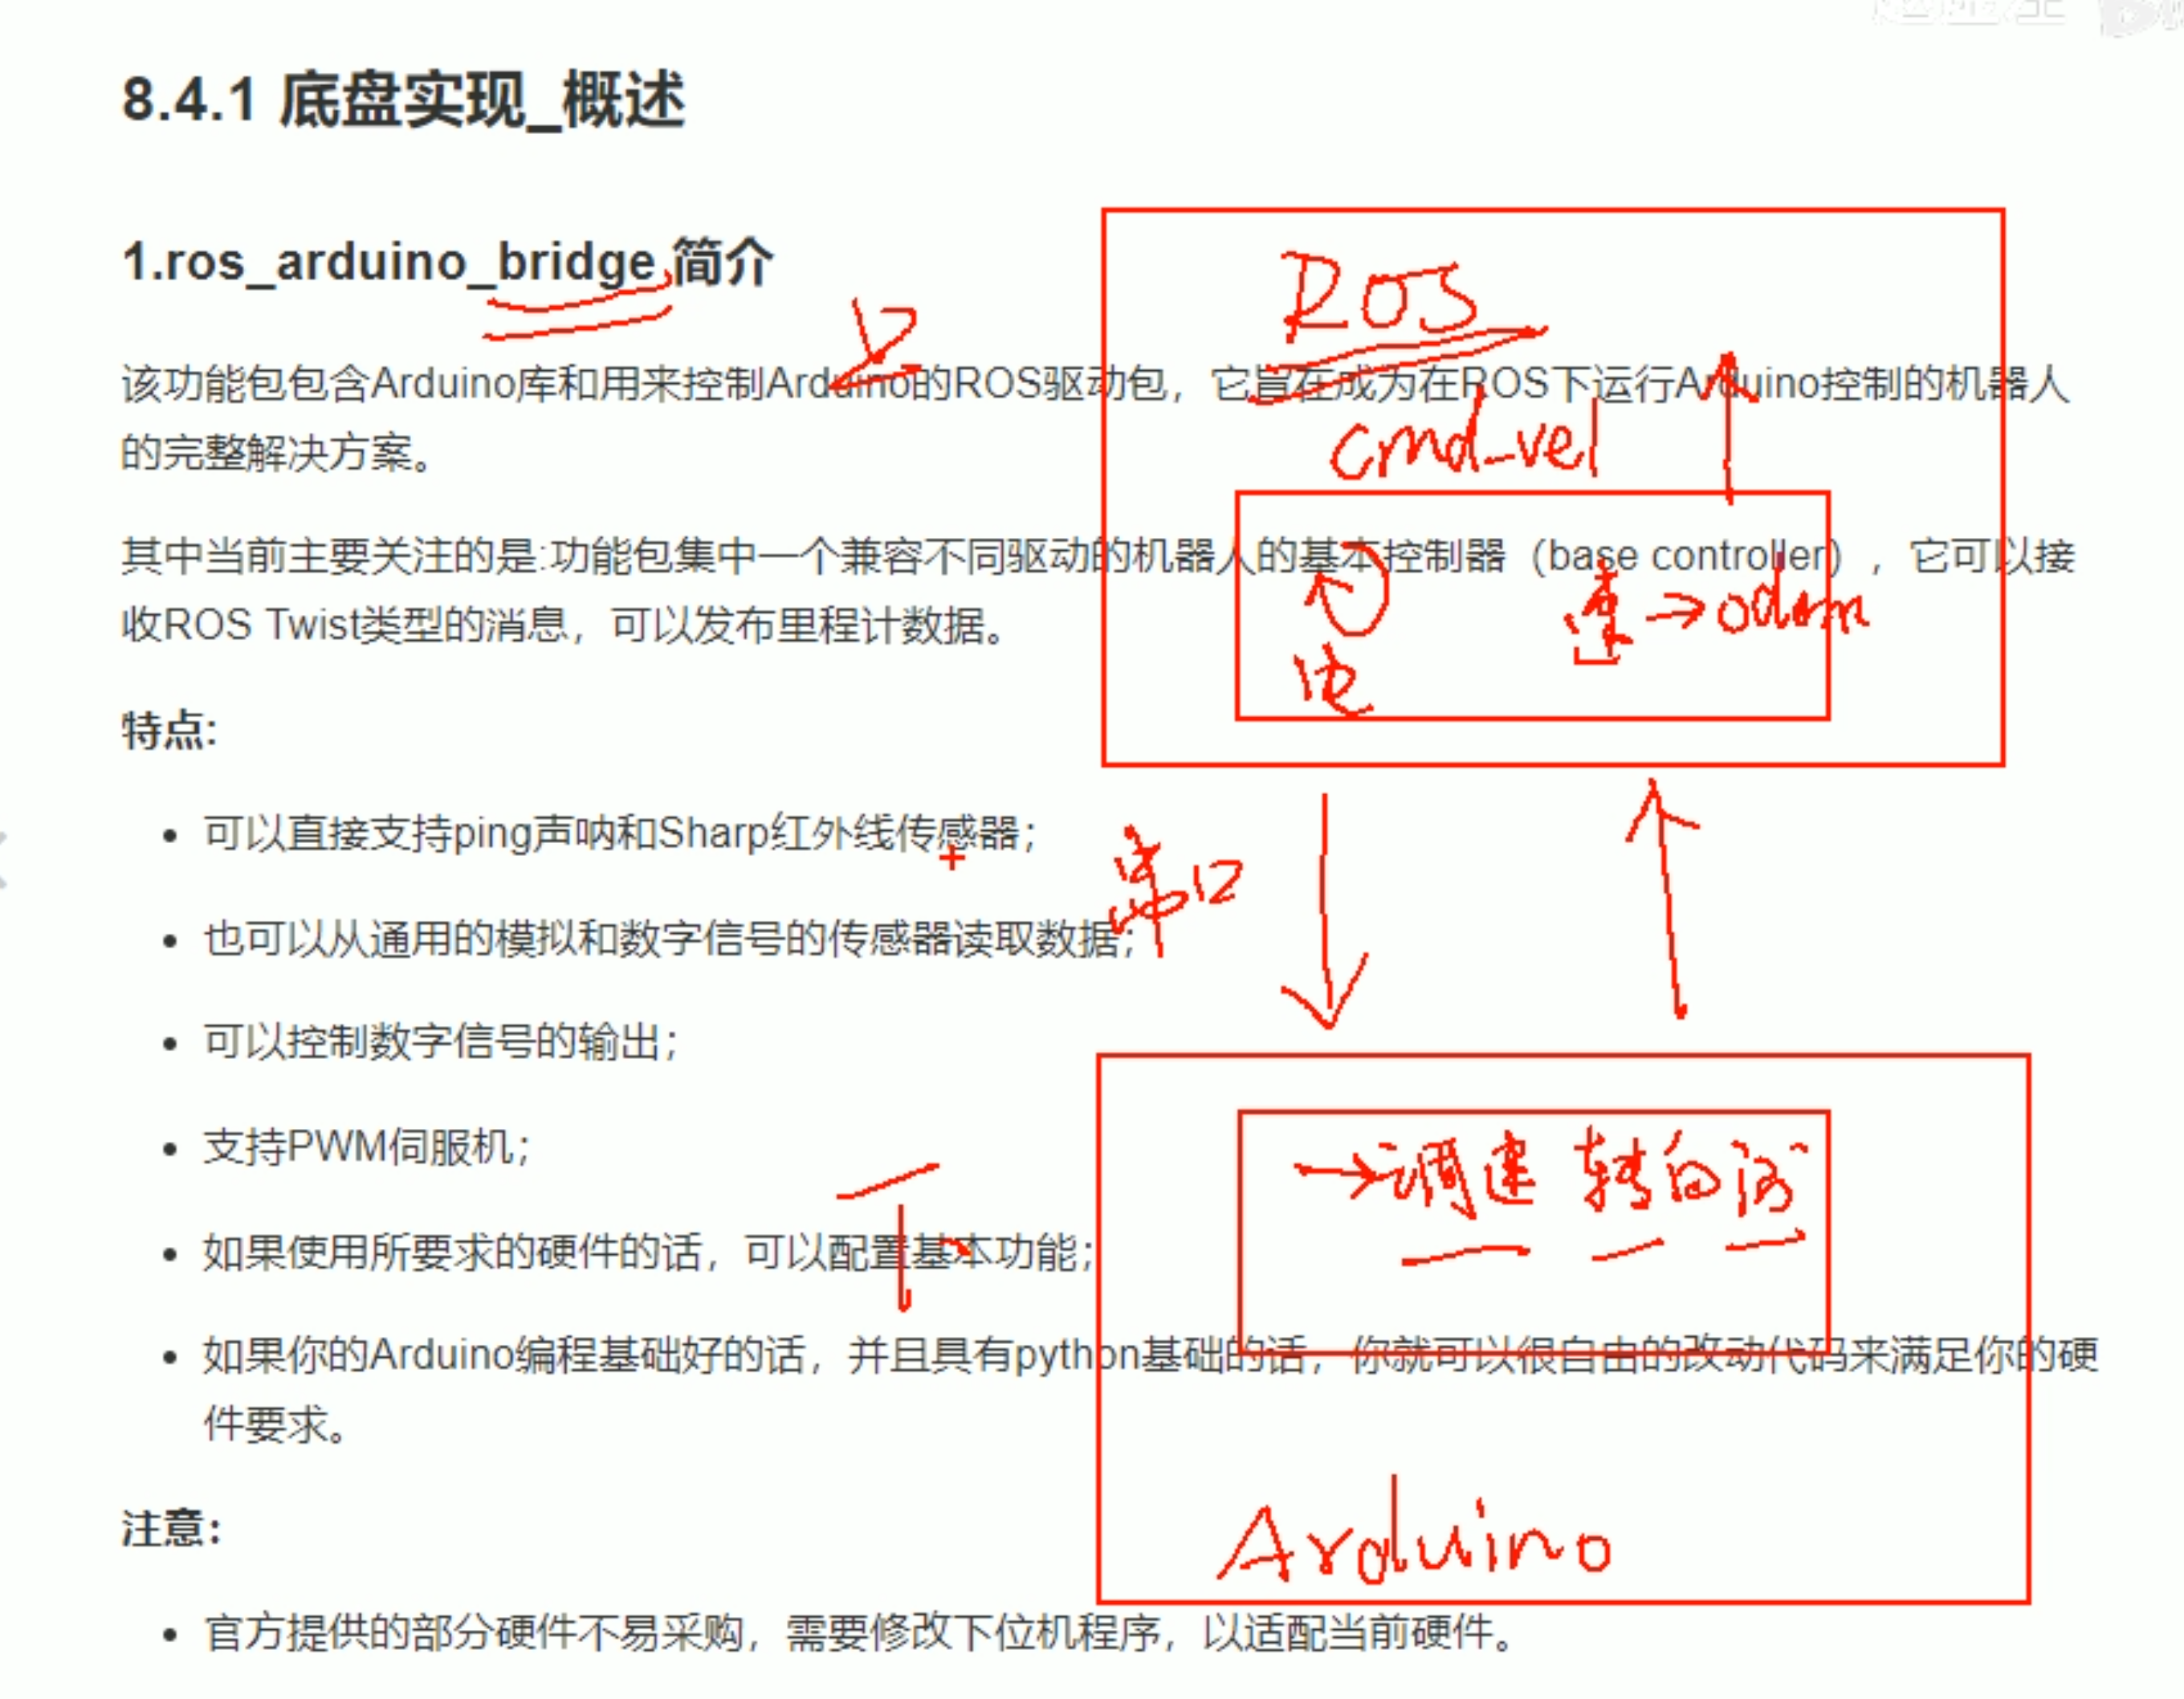 8.4.1 底盘实现_概述
1.ros_arduino_bridge 简介
该功能包包含Arduino库和用来控制Arduino的ROS驱动包，它旨在成为在ROS下运行Arduino控制的机器人
的完整解决方案。
其中当前主要关注的是:功能包集中一个兼容不同驱动的机器人的基本控制器（base controller），它可以接
收ROS Twist类型的消息，可以发布里程计数据。
特点:
可以直接支持ping声呐和Sharp红外线传感器；
也可以从通用的模拟和数字信号的传感器读取数据；
可以控制数字信号的输出；
支持PWM伺服机；
如果使用所要求的硬件的话，可以配置基本功能；
如果你的Arduino编程基础好的话，并且具有python基础的话，你就可以很自由的改动代码来满足你的硬
件要求。
注意：
官方提供的部分硬件不易采购，需要修改下位机程序，以适配当前硬件。
ROS
cmd_vel
→odom
→调速
Arduino